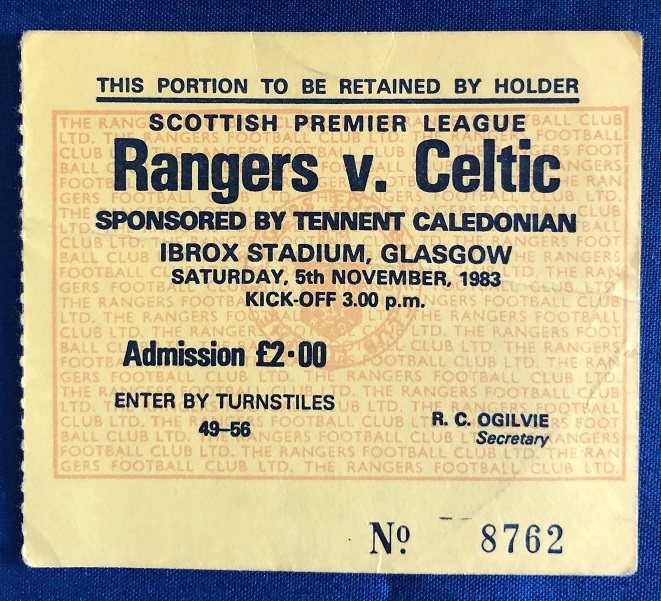 THIS PORTION TO BE RETAINED BY HOLDER
SCOTTISH PREMIER LEAGUE
Rangers v. Celtic
SPONSORED BY TENNENT CALEDONIAN
IBROX STADIUM, GLASGOW
SATURDAY, 5th NOVEMBER, 1983
KICK-OFF 3.00 p.m.
Admission £2·00
ENTER BY TURNSTILES
49–56
R. C. OGILVIE
Secretary
Nº 8762